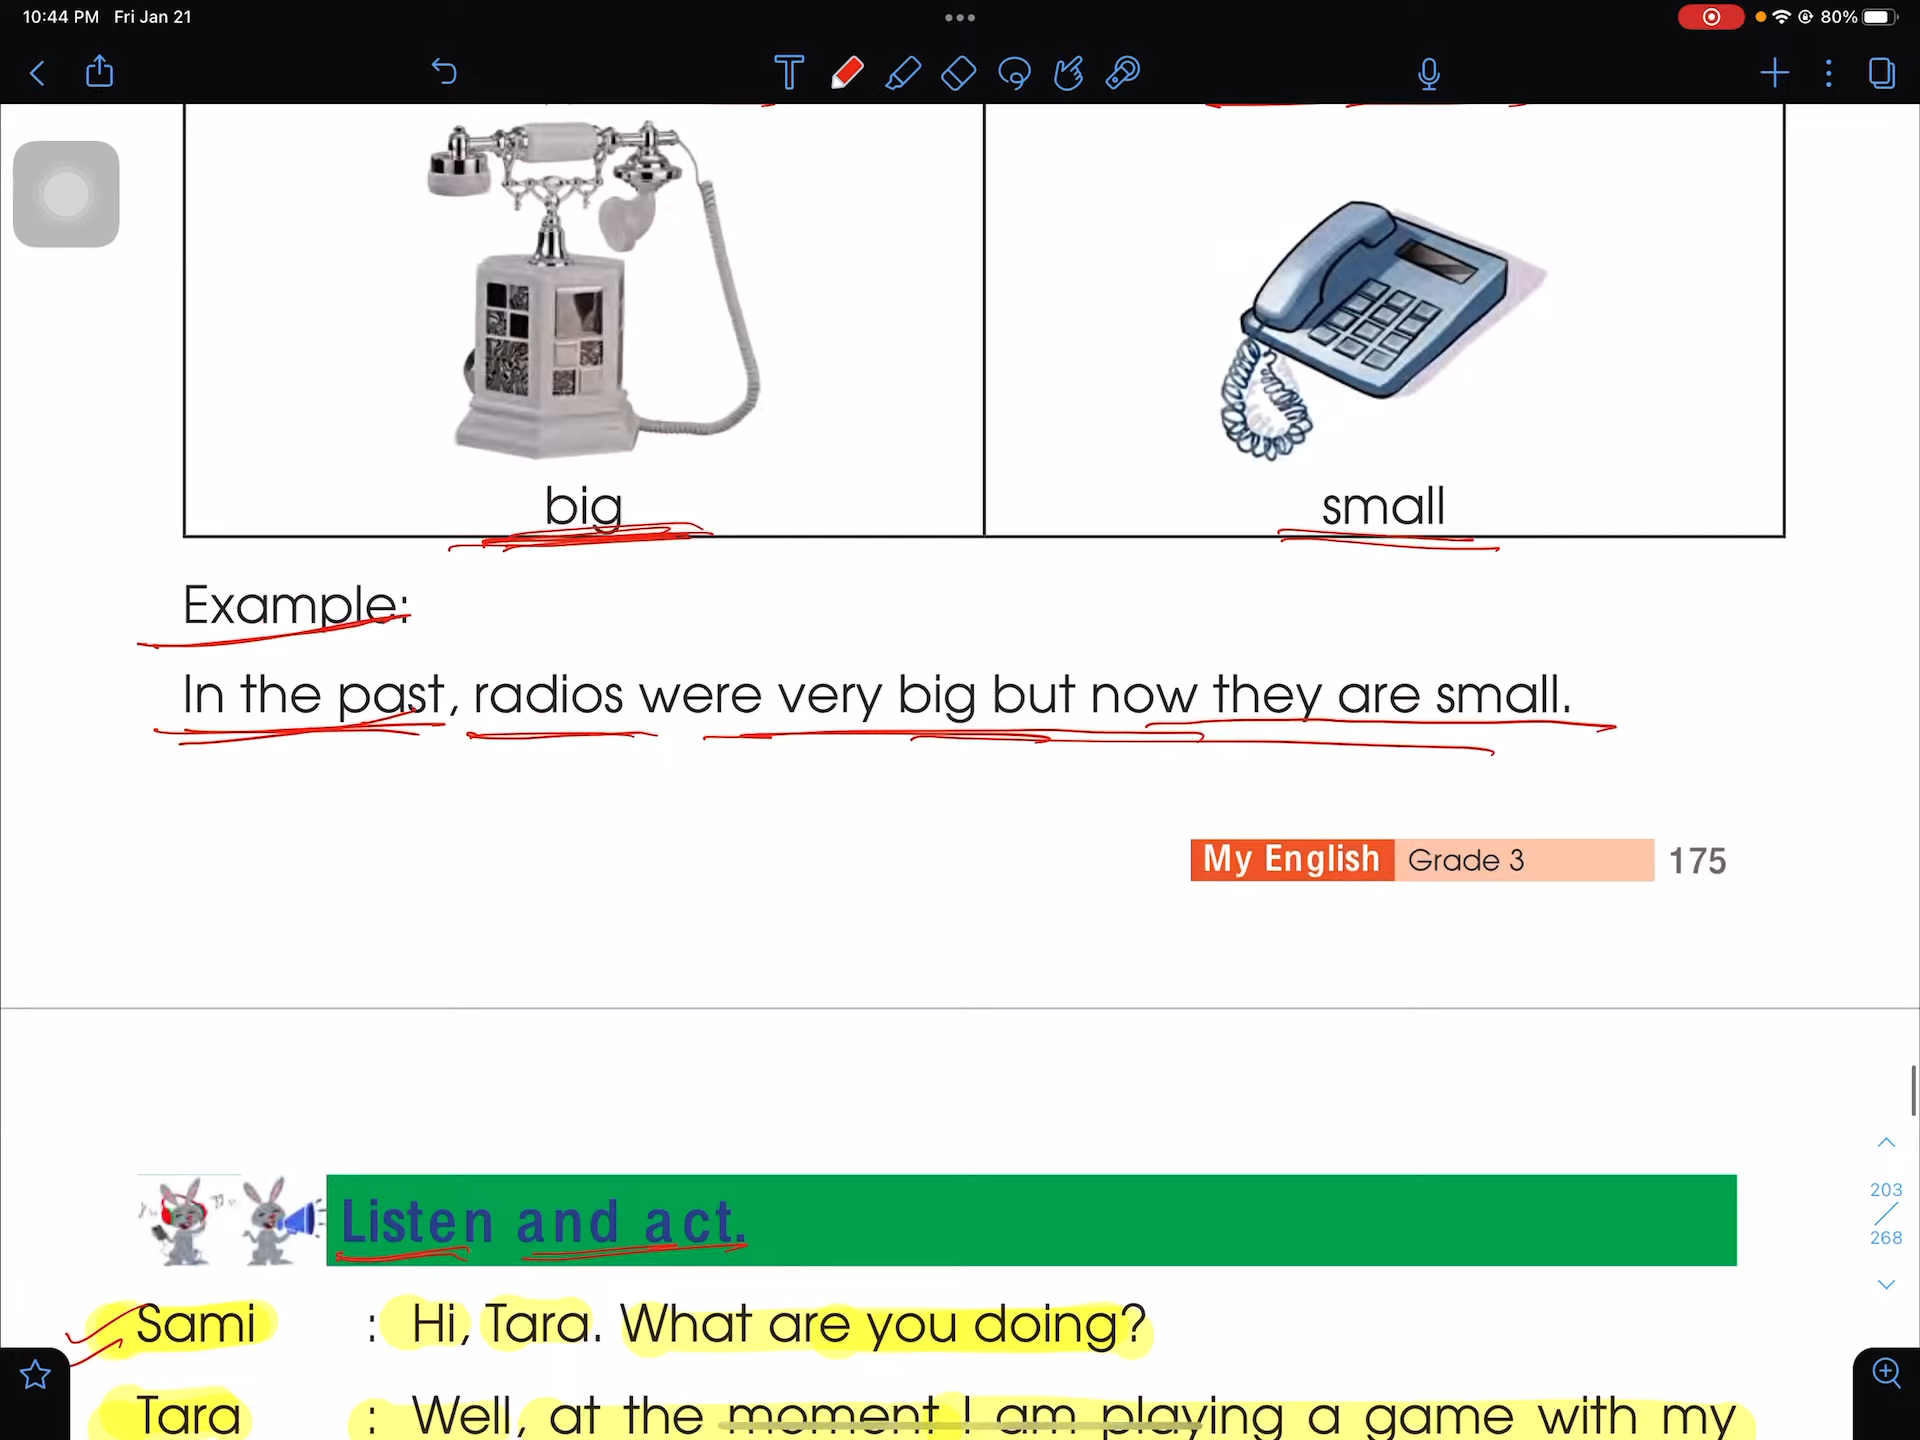 10:44 PM Fri Jan 21
80%
big
small
Example:
In the past, radios were very big but now they are small.
My English Grade 3 175
203
268
Listen and act.
Sami : Hi, Tara. What are you doing?
Tara : Well, at the moment I am playing a game with my